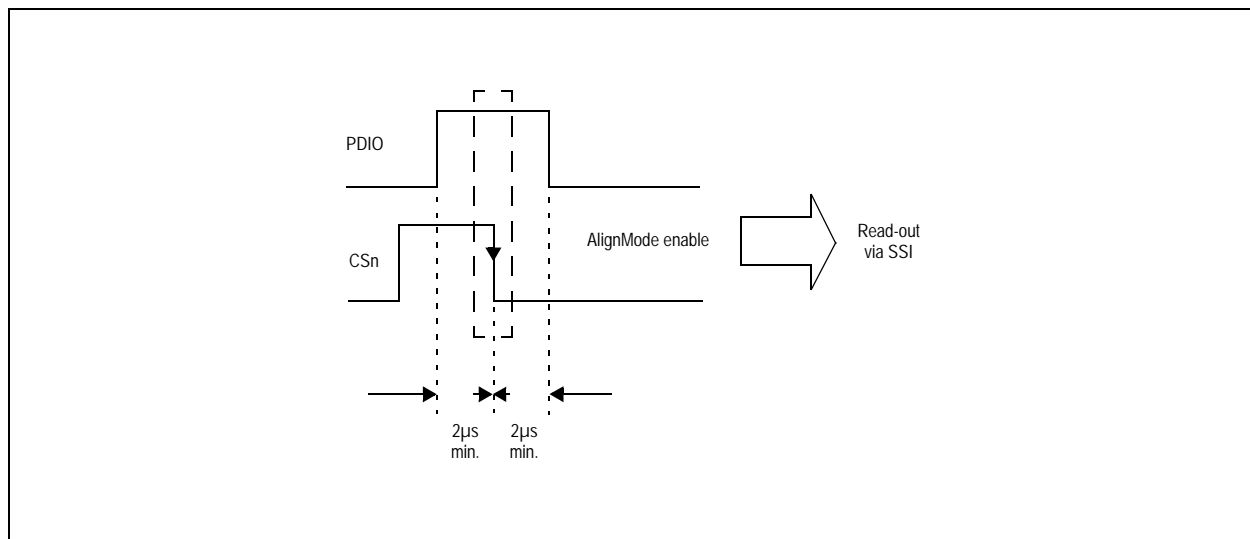 PDIO
CSn
AlignMode enable
Read-out
via SSI
2µs
min.
2µs
min.